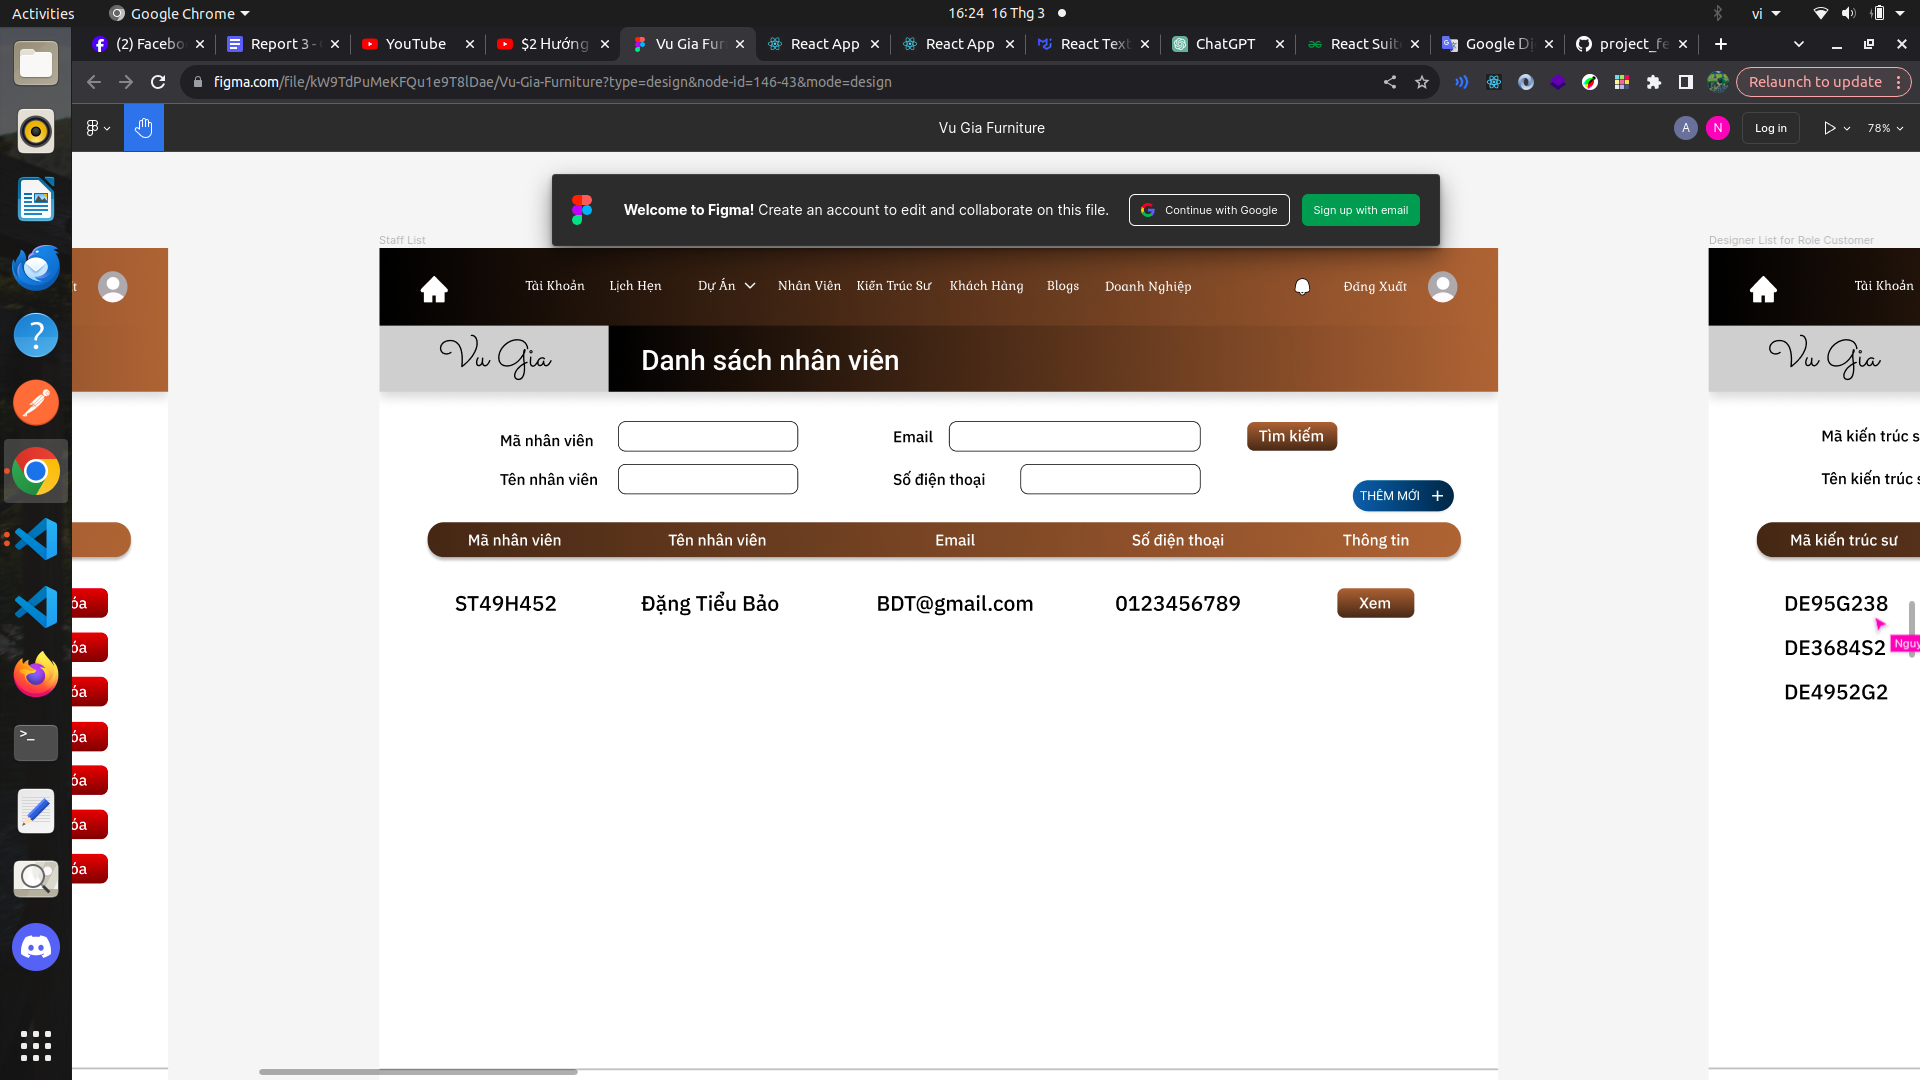 Activities Google Chrome 16:24 16 Thg 3 vi
(2) Facebo Report 3 - YouTube $2 Hướng Vu Gia Fur React App React App React Text ChatGPT React Suit Google Dị project_fe
figma.com/file/kW9TdPuMeKFQu1e9T8lDae/Vu-Gia-Furniture?type=design&node-id=146-43&mode=design Relaunch to update
Vu Gia Furniture A N Log in 78%
Welcome to Figma! Create an account to edit and collaborate on this file. Continue with Google Sign up with email
Staff List Designer List for Role Customer
Tài Khoản Lịch Hẹn Dự Án Nhân Viên Kiến Trúc Sư Khách Hàng Blogs Doanh Nghiệp Đăng Xuất Tài Khoản
Vu Gia Danh sách nhân viên Vu Gia
Mã nhân viên Email Tìm kiếm Mã kiến trúc s
Tên nhân viên Số điện thoại Tên kiến trúc s
THÊM MỚI
Mã nhân viên Tên nhân viên Email Số điện thoại Thông tin Mã kiến trúc sư
óa ST49H452 Đặng Tiểu Bảo BDT@gmail.com 0123456789 Xem DE95G238
Nguy
óa DE3684S2
óa DE4952G2
óa
óa
óa
óa